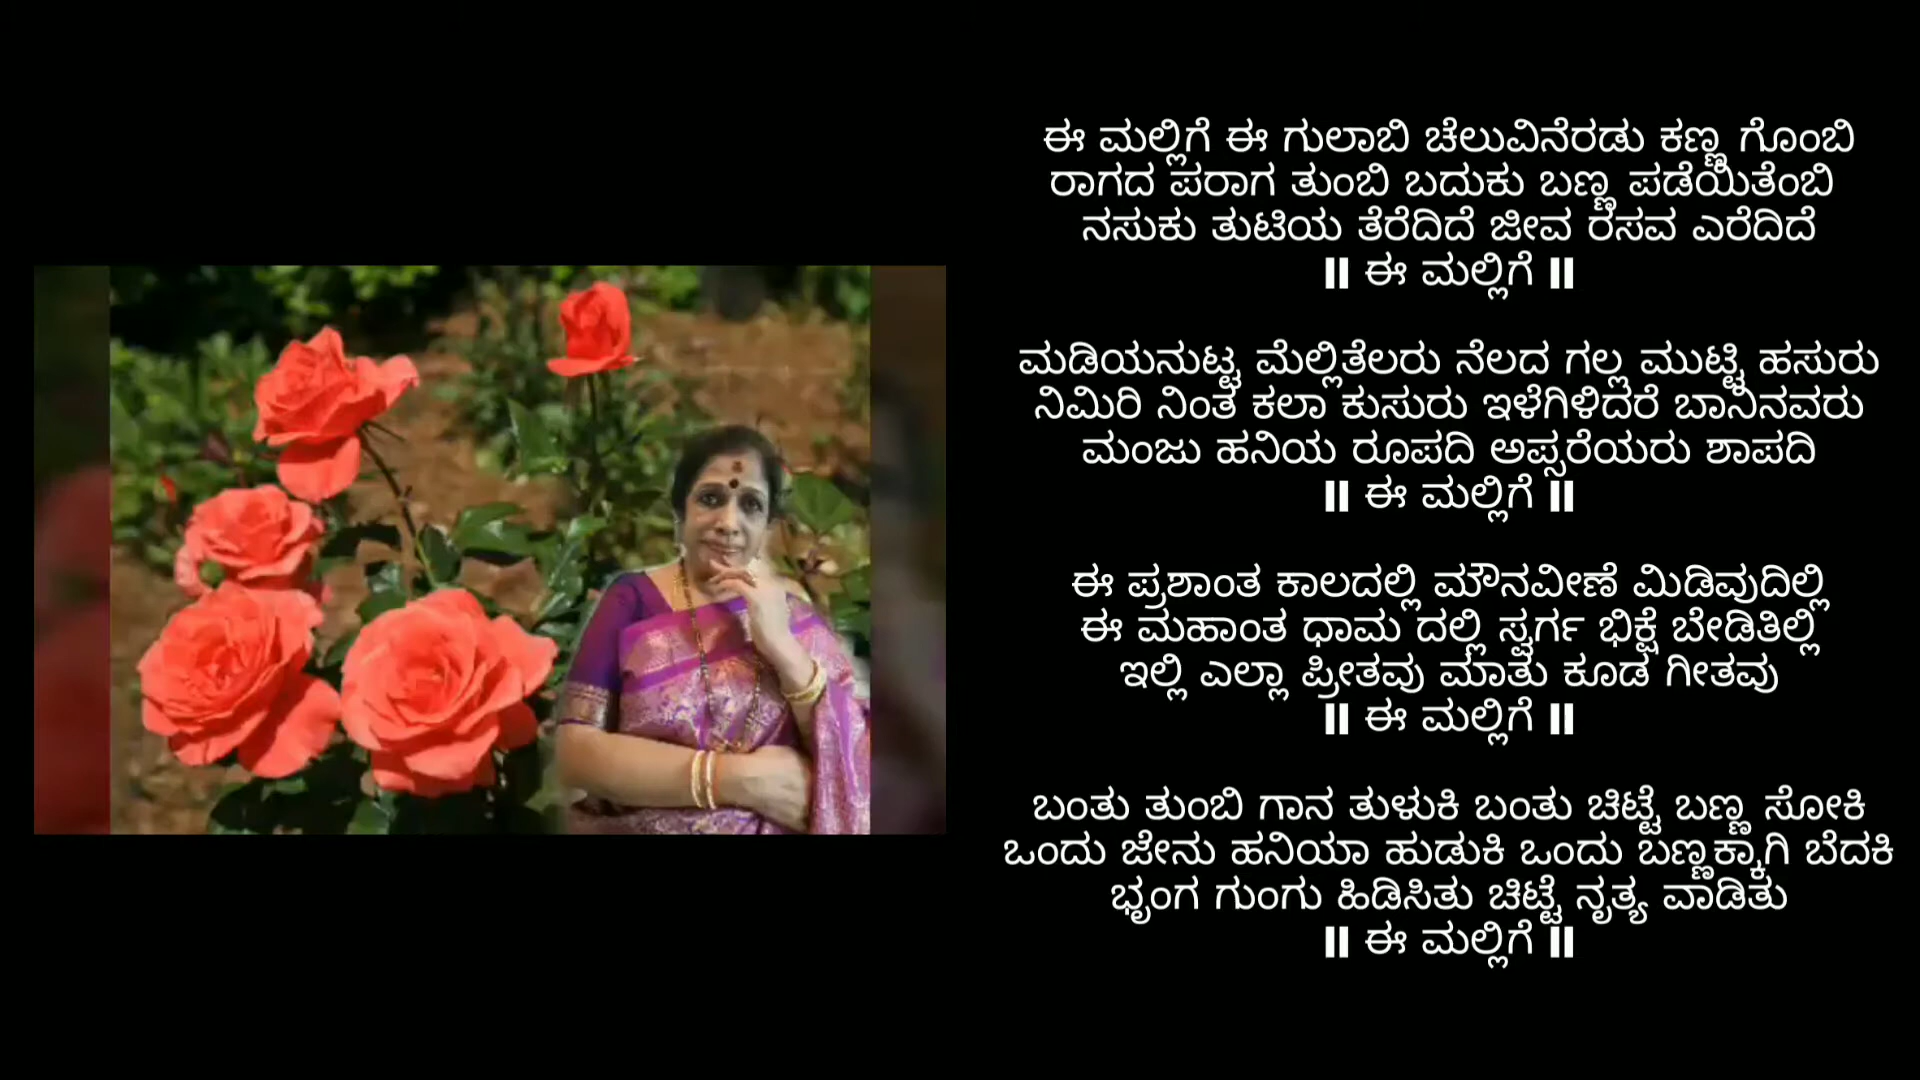 ಈ ಮಲ್ಲಿಗೆ ಈ ಗುಲಾಬಿ ಚೆಲುವಿನೆರಡು ಕಣ್ಣ ಗೊಂಬಿ
ರಾಗದ ಪರಾಗ ತುಂಬಿ ಬದುಕು ಬಣ್ಣ ಪಡೆಯಿತೆಂಬಿ
ನಸುಕು ತುಟಿಯ ತೆರೆದಿದೆ ಜೀವ ರಸವ ಎರೆದಿದೆ
॥ ಈ ಮಲ್ಲಿಗೆ ॥
ಮಡಿಯನುಟ್ಟ ಮೆಲ್ಲಿತೆಲರು ನೆಲದ ಗಲ್ಲ ಮುಟ್ಟಿ ಹಸುರು
ನಿಮಿರಿ ನಿಂತ ಕಲಾ ಕುಸುರು ಇಳೆಗಿಳಿದರೆ ಬಾನಿನವರು
ಮಂಜು ಹನಿಯ ರೂಪದಿ ಅಪ್ಸರೆಯರು ಶಾಪದಿ
॥ ಈ ಮಲ್ಲಿಗೆ ॥
ಈ ಪ್ರಶಾಂತ ಕಾಲದಲ್ಲಿ ಮೌನವೀಣೆ ಮಿಡಿವುದಿಲ್ಲಿ
ಈ ಮಹಾಂತ ಧಾಮ ದಲ್ಲಿ ಸ್ವರ್ಗ ಭಿಕ್ಷೆ ಬೇಡಿತಿಲ್ಲಿ
ಇಲ್ಲಿ ಎಲ್ಲಾ ಪ್ರೀತವು ಮಾತು ಕೂಡ ಗೀತವು
॥ ಈ ಮಲ್ಲಿಗೆ ॥
ಬಂತು ತುಂಬಿ ಗಾನ ತುಳುಕಿ ಬಂತು ಚಿಟ್ಟೆ ಬಣ್ಣ ಸೋಕಿ
ಒಂದು ಜೇನು ಹನಿಯಾ ಹುಡುಕಿ ಒಂದು ಬಣ್ಣಕ್ಕಾಗಿ ಬೆದಕಿ
ಭೃಂಗ ಗುಂಗು ಹಿಡಿಸಿತು ಚಿಟ್ಟೆ ನೃತ್ಯ ವಾಡಿತು
॥ ಈ ಮಲ್ಲಿಗೆ ॥